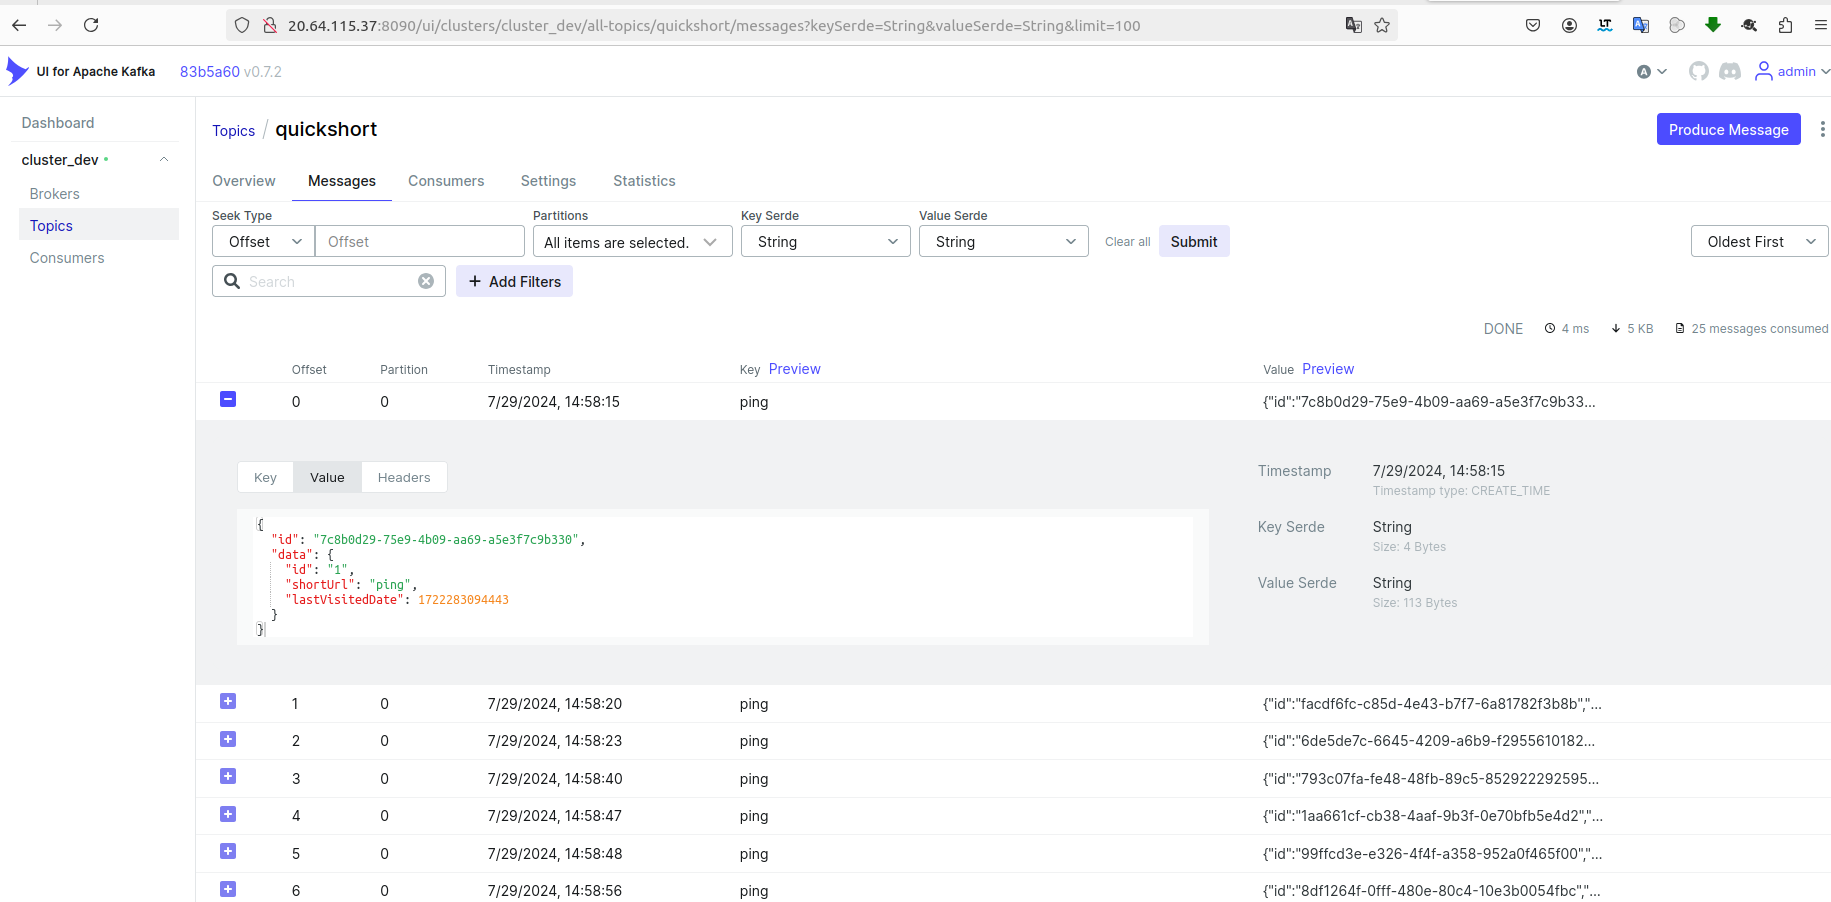 20.64.115.37:8090/ui/clusters/cluster_dev/all-topics/quickshort/messages?keySerde=String&valueSerde=String&limit=100
UI for Apache Kafka 83b5a60 v0.7.2
A
admin
Dashboard
cluster_dev
Brokers
Topics
Consumers
Topics / quickshort
Produce Message
Overview Messages Consumers Settings Statistics
Seek Type Partitions Key Serde Value Serde
Offset Offset All items are selected. String String Clear all Submit Oldest First
Search + Add Filters
DONE 4 ms 5 KB 25 messages consumed
Offset Partition Timestamp Key Preview Value Preview
0 0 7/29/2024, 14:58:15 ping {"id":"7c8b0d29-75e9-4b09-aa69-a5e3f7c9b33...
Key Value Headers
{
"id": "7c8b0d29-75e9-4b09-aa69-a5e3f7c9b330",
"data": {
"id": "1",
"shortUrl": "ping",
"lastVisitedDate": 1722283094443
}
}
Timestamp 7/29/2024, 14:58:15
Timestamp type: CREATE_TIME
Key Serde String
Size: 4 Bytes
Value Serde String
Size: 113 Bytes
1 0 7/29/2024, 14:58:20 ping {"id":"facdf6fc-c85d-4e43-b7f7-6a81782f3b8b","...
2 0 7/29/2024, 14:58:23 ping {"id":"6de5de7c-6645-4209-a6b9-f2955610182...
3 0 7/29/2024, 14:58:40 ping {"id":"793c07fa-fe48-48fb-89c5-852922292595...
4 0 7/29/2024, 14:58:47 ping {"id":"1aa661cf-cb38-4aaf-9b3f-0e70bfb5e4d2","...
5 0 7/29/2024, 14:58:48 ping {"id":"99ffcd3e-e326-4f4f-a358-952a0f465f00","...
6 0 7/29/2024, 14:58:56 ping {"id":"8df1264f-0fff-480e-80c4-10e3b0054fbc","...